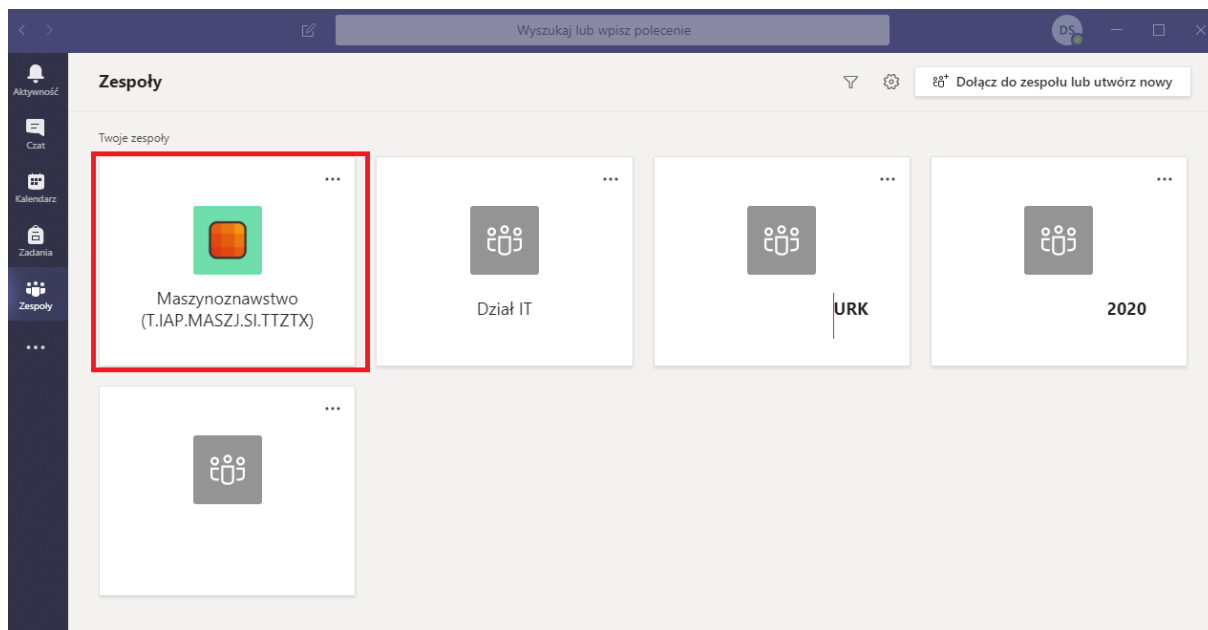 Wyszukaj lub wpisz polecenie
DS
Aktywność
Czat
Kalendarz
Zadania
Zespoły
Zespoły
Dołącz do zespołu lub utwórz nowy
Twoje zespoły
Maszynoznawstwo
(T.IAP.MASZJ.SI.TTZTX)
Dział IT
URK
2020